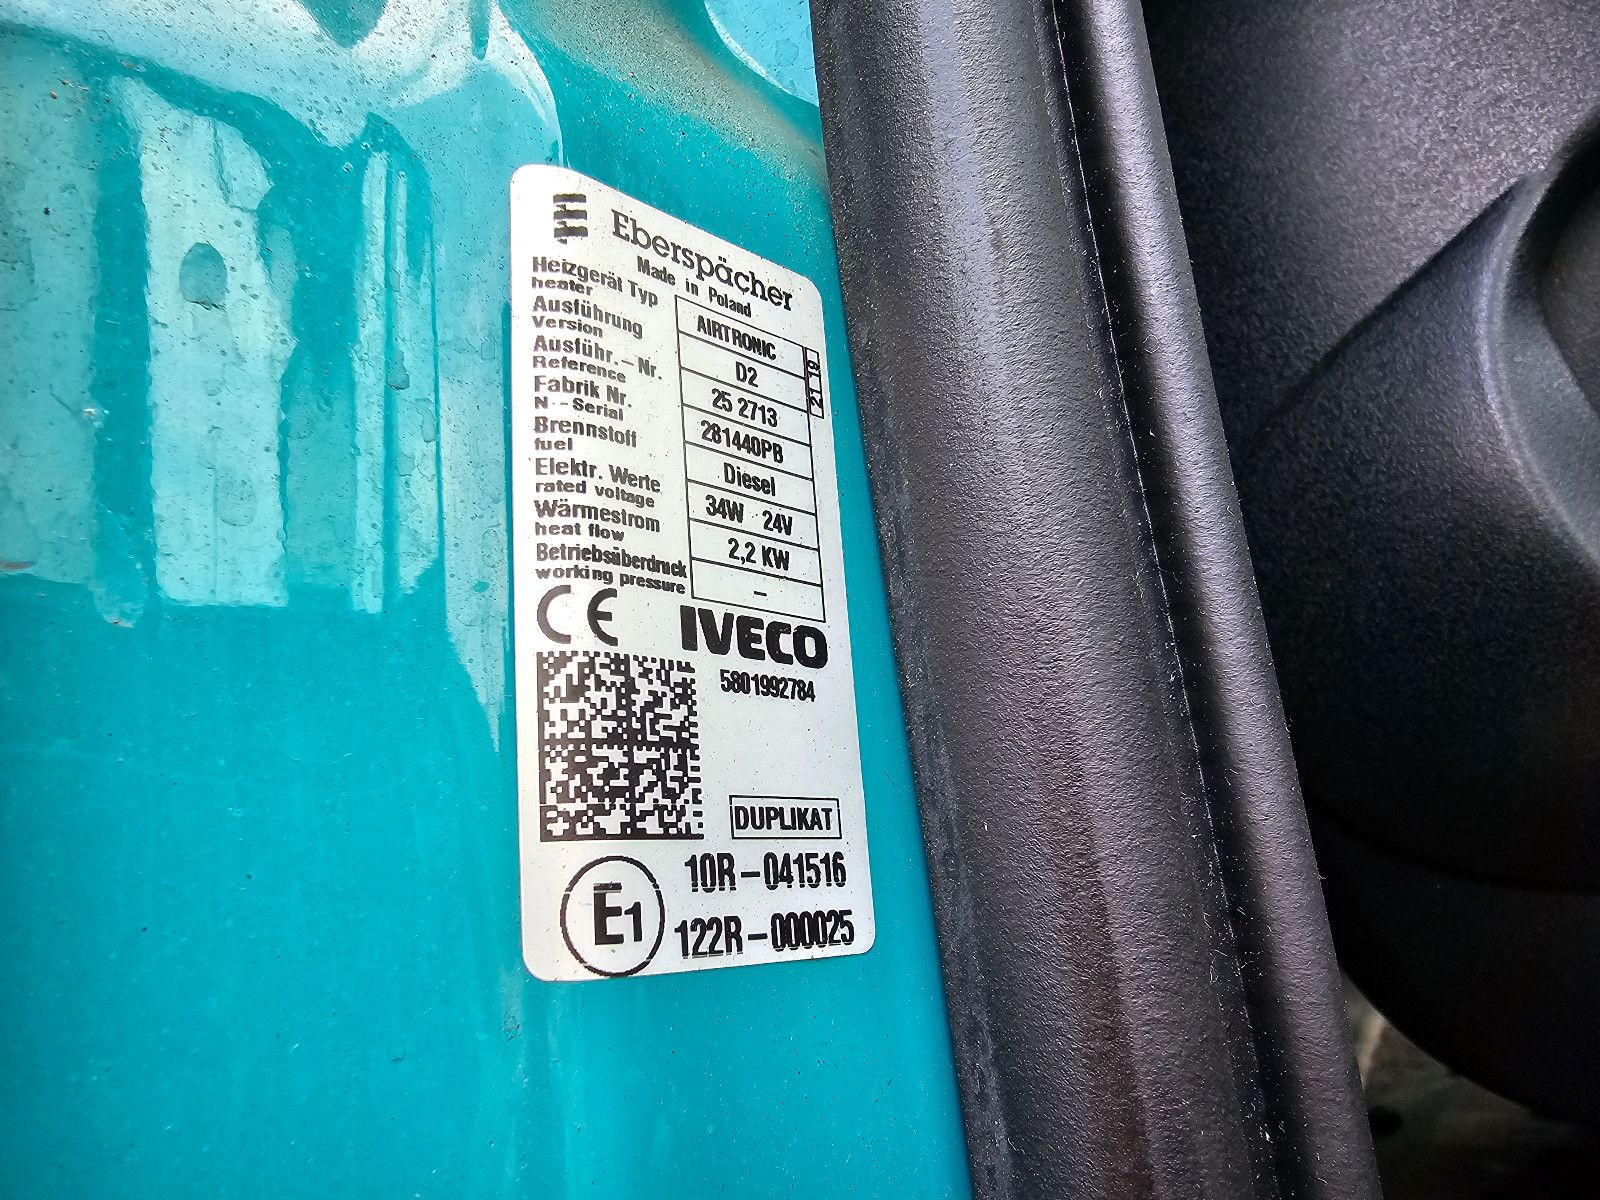 Eberspächer
Made in Poland
Heizgerät Typ
heater
AIRTRONIC
Ausführung
Version
D2
21 19
Ausführ.-Nr.
Reference
25 2713
Fabrik Nr.
N--Serial
281440PB
Brennstoff
fuel
Diesel
Elektr. Werte
rated voltage
34W 24V
Wärmestrom
heat flow
2,2 KW
Betriebsüberdruck
working pressure
–
CE
IVECO
5801992784
DUPLIKAT
E1
10R-041516
122R-000025